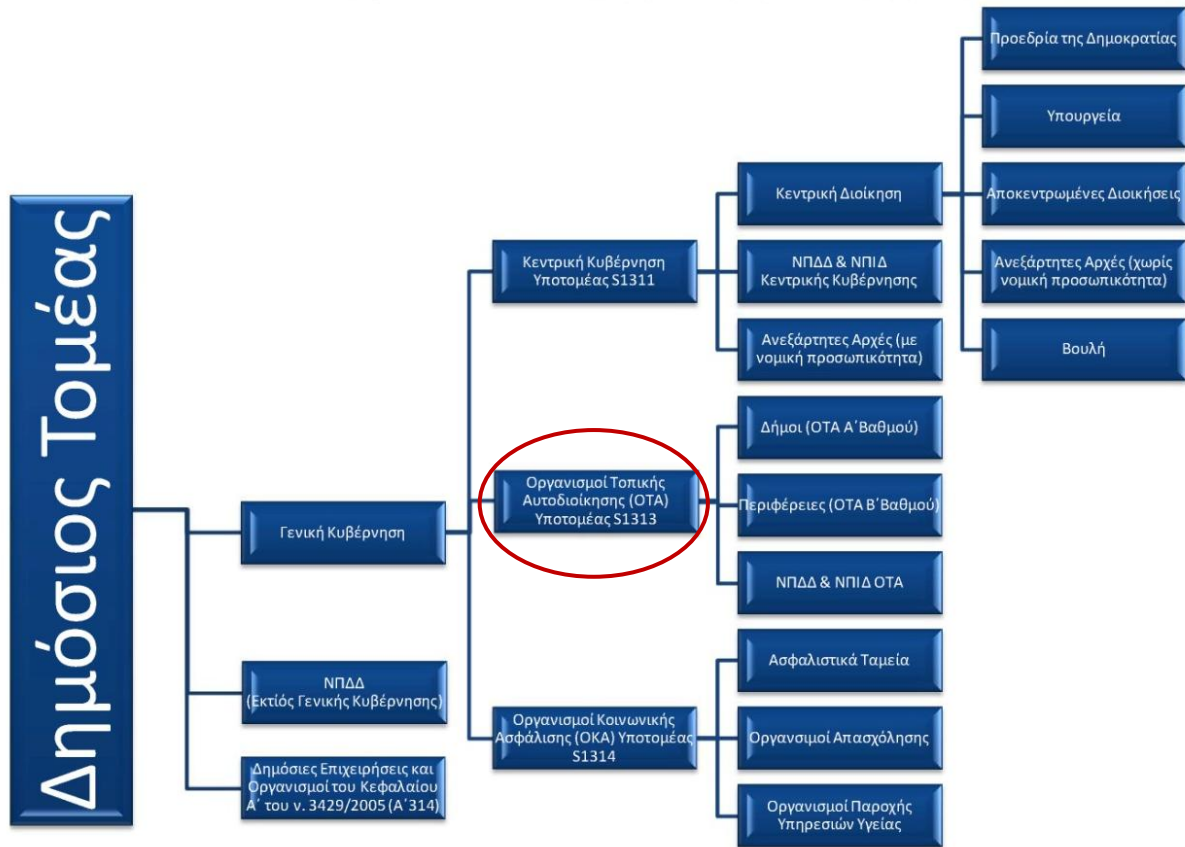 Δημόσιος Τομέας
Γενική Κυβέρνηση
ΝΠΔΔ
(Εκτίός Γενικής Κυβέρνησης)
Δημόσιες Επιχειρήσεις και
Οργανισμοί του Κεφαλαίου
Α΄ του ν. 3429/2005 (Α΄314)
Κεντρική Κυβέρνηση
Υποτομέας S1311
Οργανισμοί Τοπικής
Αυτοδιοίκησης (ΟΤΑ)
Υποτομέας S1313
Οργανισμοί Κοινωνικής
Ασφάλισης (ΟΚΑ) Υποτομέας
S1314
Κεντρική Διοίκηση
ΝΠΔΔ & ΝΠΙΔ
Κεντρικής Κυβέρνησης
Ανεξάρτητες Αρχές (με
νομική προσωπικότητα)
Δήμοι (ΟΤΑ Α΄Βαθμού)
Περιφέρειες (ΟΤΑ Β΄Βαθμού)
ΝΠΔΔ & ΝΠΙΔ ΟΤΑ
Ασφαλιστικά Ταμεία
Οργανσιμοί Απασχόλησης
Οργανισμοί Παροχής
Υπηρεσιών Υγείας
Προεδρία της Δημοκρατίας
Υπουργεία
Αποκεντρωμένες Διοικήσεις
Ανεξάρτητες Αρχές (χωρίς
νομική προσωπικότητα)
Βουλή